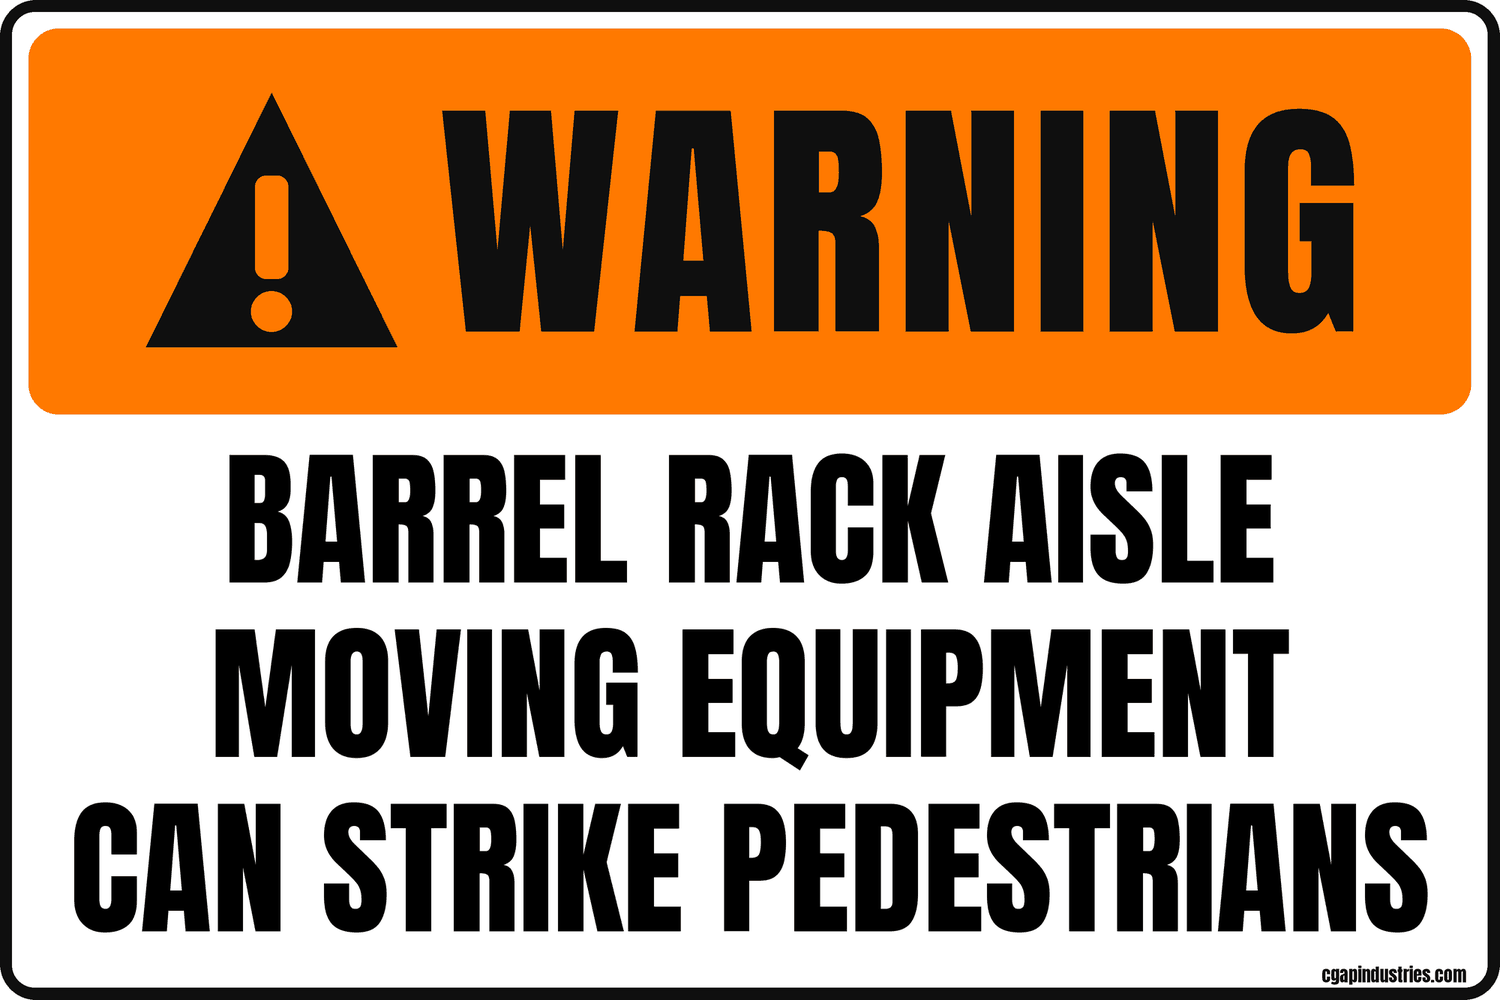 WARNING
BARREL RACK AISLE
MOVING EQUIPMENT
CAN STRIKE PEDESTRIANS
cgapindustries.com